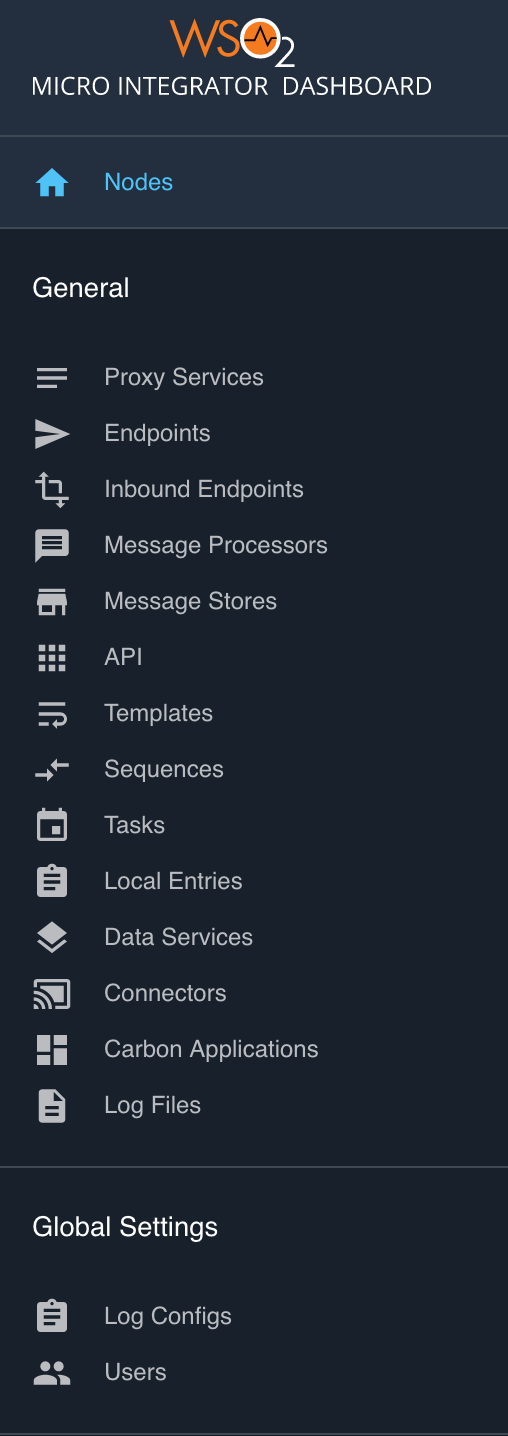 WSO2
MICRO INTEGRATOR DASHBOARD
Nodes
General
Proxy Services
Endpoints
Inbound Endpoints
Message Processors
Message Stores
API
Templates
Sequences
Tasks
Local Entries
Data Services
Connectors
Carbon Applications
Log Files
Global Settings
Log Configs
Users